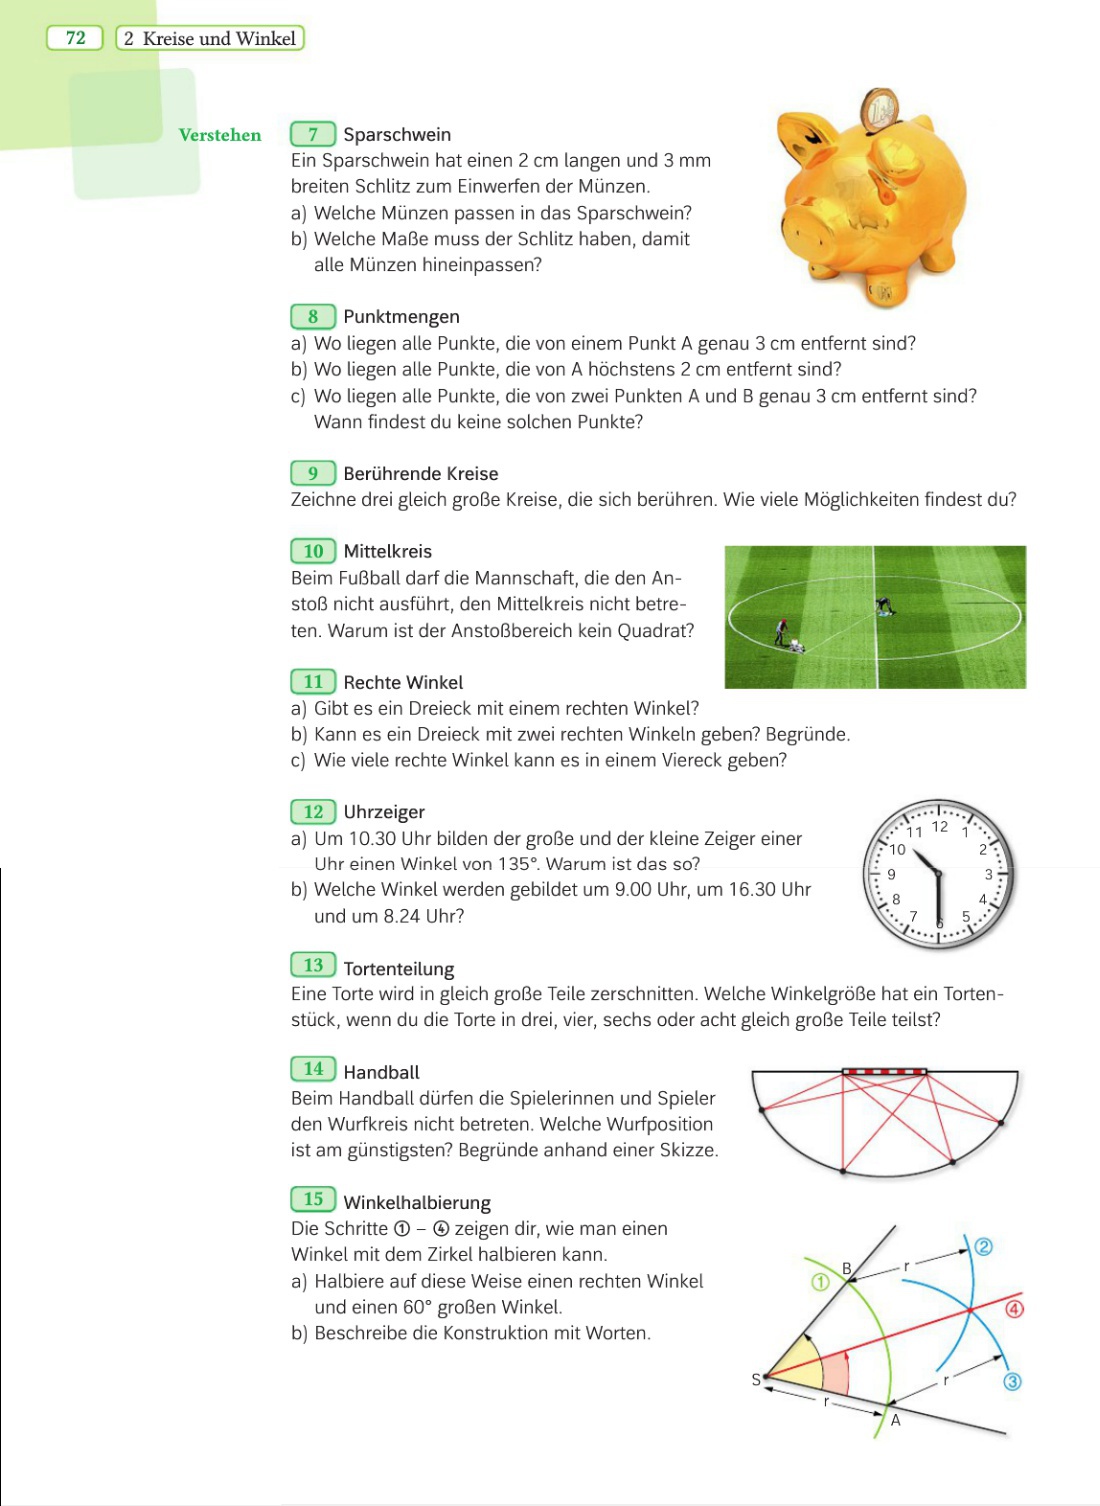 72
2 Kreise und Winkel
Verstehen
7 Sparschwein
Ein Sparschwein hat einen 2 cm langen und 3 mm
breiten Schlitz zum Einwerfen der Münzen.
a) Welche Münzen passen in das Sparschwein?
b) Welche Maße muss der Schlitz haben, damit
alle Münzen hineinpassen?
8 Punktmengen
a) Wo liegen alle Punkte, die von einem Punkt A genau 3 cm entfernt sind?
b) Wo liegen alle Punkte, die von A höchstens 2 cm entfernt sind?
c) Wo liegen alle Punkte, die von zwei Punkten A und B genau 3 cm entfernt sind?
Wann findest du keine solchen Punkte?
9 Berührende Kreise
Zeichne drei gleich große Kreise, die sich berühren. Wie viele Möglichkeiten findest du?
10 Mittelkreis
Beim Fußball darf die Mannschaft, die den An-
stoß nicht ausführt, den Mittelkreis nicht betre-
ten. Warum ist der Anstoßbereich kein Quadrat?
11 Rechte Winkel
a) Gibt es ein Dreieck mit einem rechten Winkel?
b) Kann es ein Dreieck mit zwei rechten Winkeln geben? Begründe.
c) Wie viele rechte Winkel kann es in einem Viereck geben?
12 Uhrzeiger
a) Um 10.30 Uhr bilden der große und der kleine Zeiger einer
Uhr einen Winkel von 135°. Warum ist das so?
b) Welche Winkel werden gebildet um 9.00 Uhr, um 16.30 Uhr
und um 8.24 Uhr?
12
11 1
10 2
9 3
8 4
7 5
6
13 Tortenteilung
Eine Torte wird in gleich große Teile zerschnitten. Welche Winkelgröße hat ein Torten-
stück, wenn du die Torte in drei, vier, sechs oder acht gleich große Teile teilst?
14 Handball
Beim Handball dürfen die Spielerinnen und Spieler
den Wurfkreis nicht betreten. Welche Wurfposition
ist am günstigsten? Begründe anhand einer Skizze.
15 Winkelhalbierung
Die Schritte ① – ④ zeigen dir, wie man einen
Winkel mit dem Zirkel halbieren kann.
a) Halbiere auf diese Weise einen rechten Winkel
und einen 60° großen Winkel.
b) Beschreibe die Konstruktion mit Worten.
②
B r
①
④
S
r ③
r
A